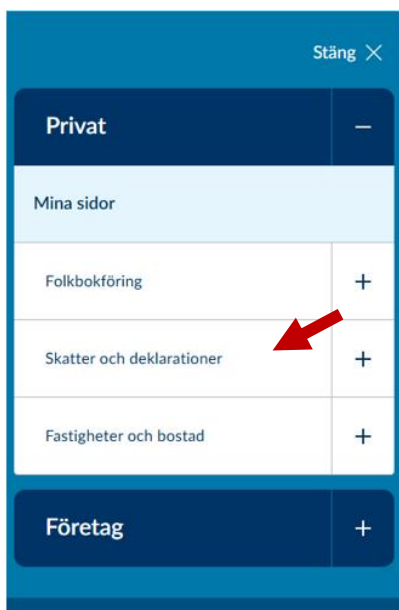 Stäng ×
Privat –
Mina sidor
Folkbokföring +
Skatter och deklarationer +
Fastigheter och bostad +
Företag +